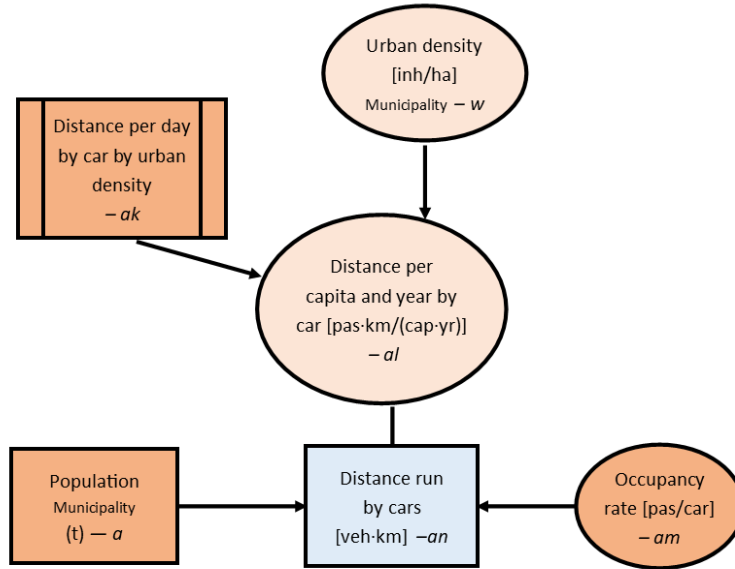 Urban density
[inh/ha]
Municipality – w
Distance per day
by car by urban
density
– ak
Distance per
capita and year by
car [pas·km/(cap·yr)]
– al
Population
Municipality
(t) — a
Distance run
by cars
[veh·km] –an
Occupancy
rate [pas/car]
– am